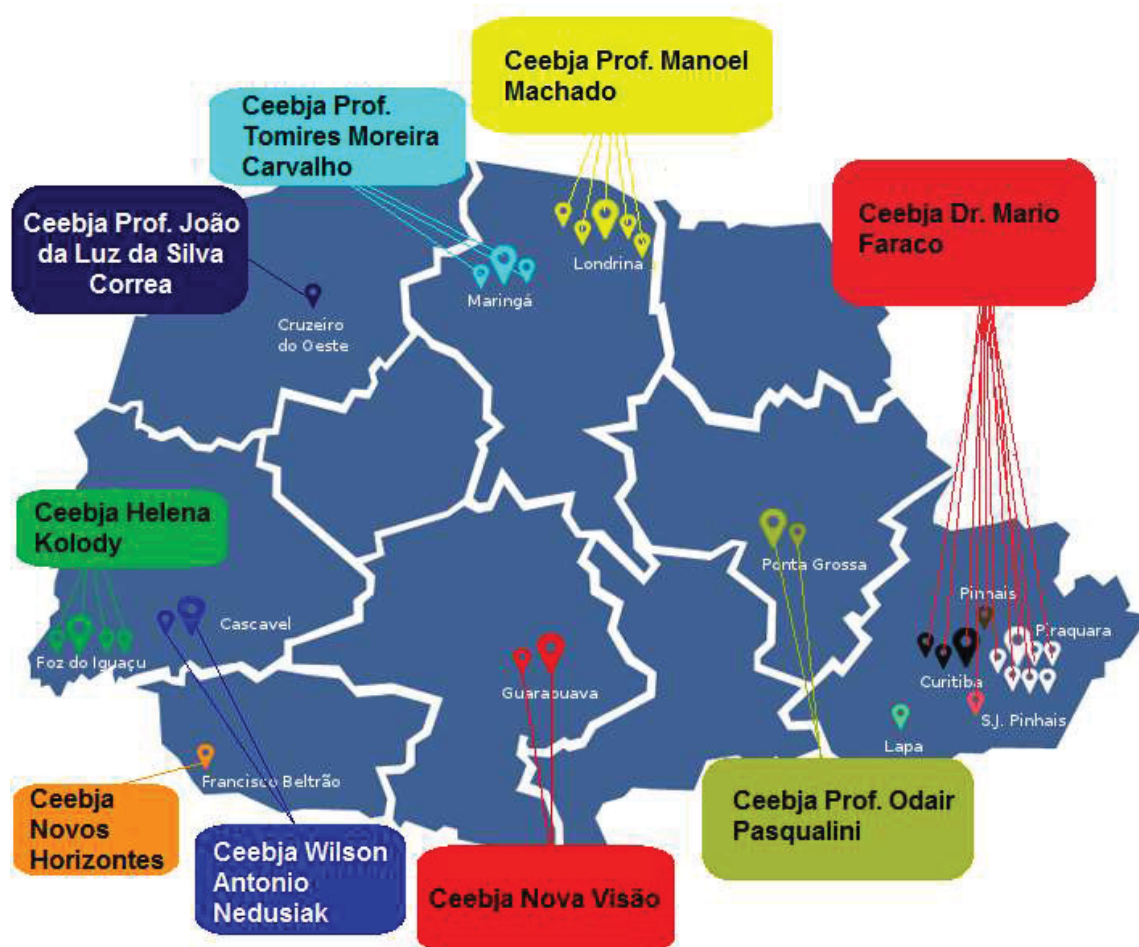 Ceebja Prof. Manoel
Machado
Ceebja Prof.
Tomires Moreira
Carvalho
Ceebja Dr. Mario
Faraco
Ceebja Prof. João
da Luz da Silva
Correa
Londrina
Maringá
Cruzeiro
do Oeste
Ceebja Helena
Kolody
Ponta Grossa
Pinhais
Piraquara
Cascavel
Foz do Iguaçu
Curitiba
Guarapuava
S.J. Pinhais
Lapa
Francisco Beltrão
Ceebja
Novos
Horizontes
Ceebja Prof. Odair
Pasqualini
Ceebja Wilson
Antonio
Nedusiak
Ceebja Nova Visão